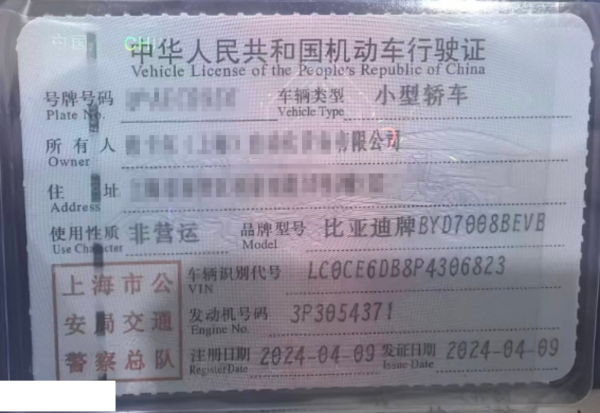 中华人民共和国机动车行驶证
Vehicle License of the People's Republic of China
号牌号码 车辆类型 小型轿车
Plate No. Vehicle Type
所有人 有限公司
Owner
住址
Address
使用性质 非营运 品牌型号 比亚迪牌BYD7008BEVB
Use Character Model
上海市公
安局交通
警察总队
车辆识别代号 LC0CE6DB8P4306823
VIN
发动机号码 3P3054371
Engine No.
注册日期 2024-04-09 发证日期 2024-04-09
Register Date Issue Date